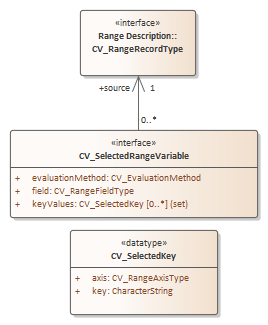 «interface»
Range Description::
CV_RangeRecordType
+source
1
0..*
«interface»
CV_SelectedRangeVariable
+ evaluationMethod: CV_EvaluationMethod
+ field: CV_RangeFieldType
+ keyValues: CV_SelectedKey [0..*] (set)
«datatype»
CV_SelectedKey
+ axis: CV_RangeAxisType
+ key: CharacterString